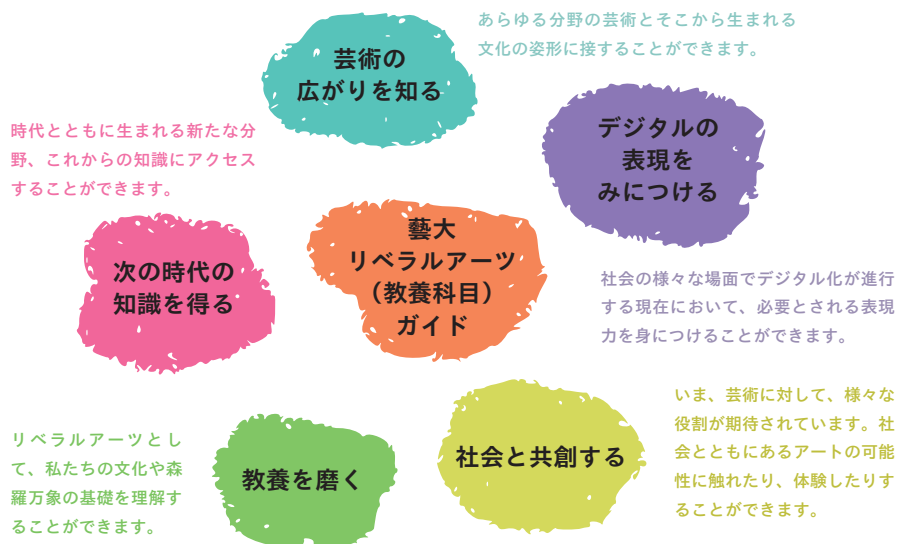 芸術の
広がりを知る
あらゆる分野の芸術とそこから生まれる
文化の姿形に接することができます。
デジタルの
表現を
みにつける
社会の様々な場面でデジタル化が進行
する現在において、必要とされる表現
力を身につけることができます。
時代とともに生まれる新たな分
野、これからの知識にアクセス
することができます。
次の時代の
知識を得る
藝大
リベラルアーツ
（教養科目）
ガイド
社会と共創する
いま、芸術に対して、様々な
役割が期待されています。社
会とともにあるアートの可能
性に触れたり、体験したりす
ることができます。
リベラルアーツとし
て、私たちの文化や森
羅万象の基礎を理解す
ることができます。
教養を磨く